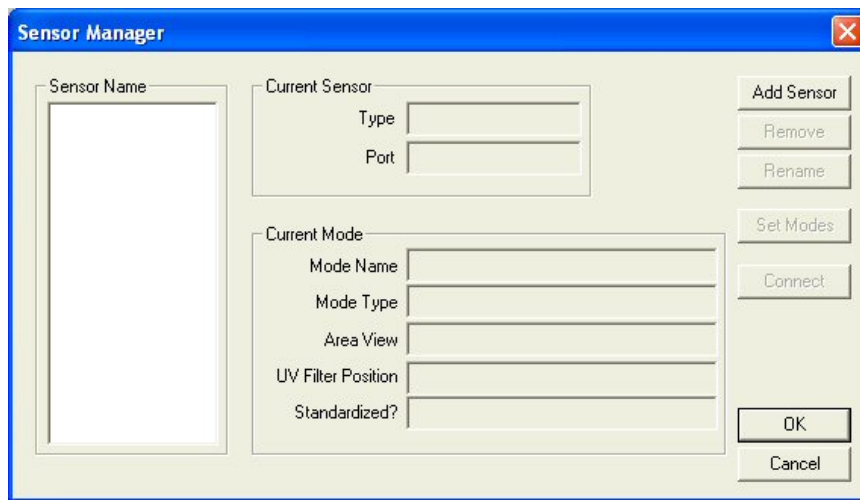 Sensor Manager
Sensor Name
Current Sensor
Type
Port
Current Mode
Mode Name
Mode Type
Area View
UV Filter Position
Standardized?
Add Sensor
Remove
Rename
Set Modes
Connect
OK
Cancel